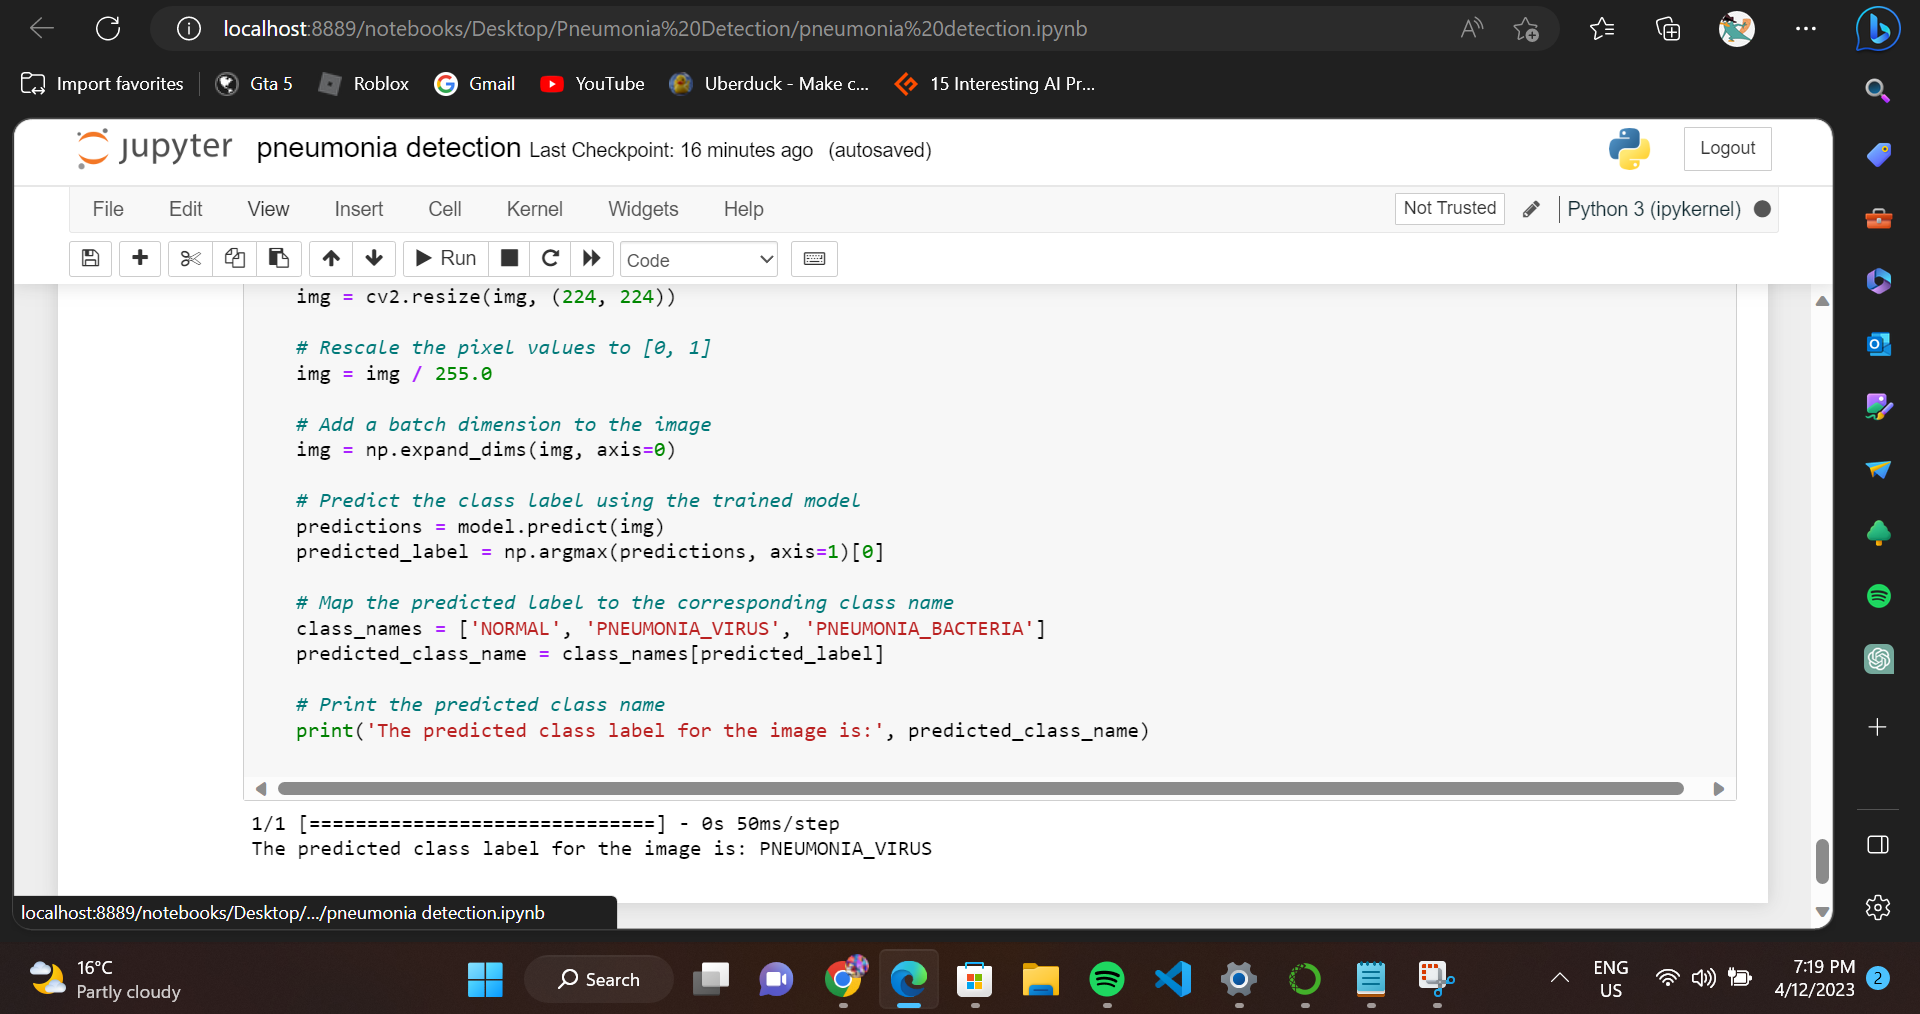 localhost:8889/notebooks/Desktop/Pneumonia%20Detection/pneumonia%20detection.ipynb
Import favorites Gta 5 Roblox Gmail YouTube Uberduck - Make c... 15 Interesting AI Pr...
jupyter pneumonia detection Last Checkpoint: 16 minutes ago (autosaved) Logout
File Edit View Insert Cell Kernel Widgets Help Not Trusted Python 3 (ipykernel)
Run Code
img = cv2.resize(img, (224, 224))
# Rescale the pixel values to [0, 1]
img = img / 255.0
# Add a batch dimension to the image
img = np.expand_dims(img, axis=0)
# Predict the class label using the trained model
predictions = model.predict(img)
predicted_label = np.argmax(predictions, axis=1)[0]
# Map the predicted label to the corresponding class name
class_names = ['NORMAL', 'PNEUMONIA_VIRUS', 'PNEUMONIA_BACTERIA']
predicted_class_name = class_names[predicted_label]
# Print the predicted class name
print('The predicted class label for the image is:', predicted_class_name)
1/1 [==============================] - 0s 50ms/step
The predicted class label for the image is: PNEUMONIA_VIRUS
localhost:8889/notebooks/Desktop/.../pneumonia detection.ipynb
16°C
Partly cloudy
Search
ENG
US
7:19 PM
4/12/2023
2